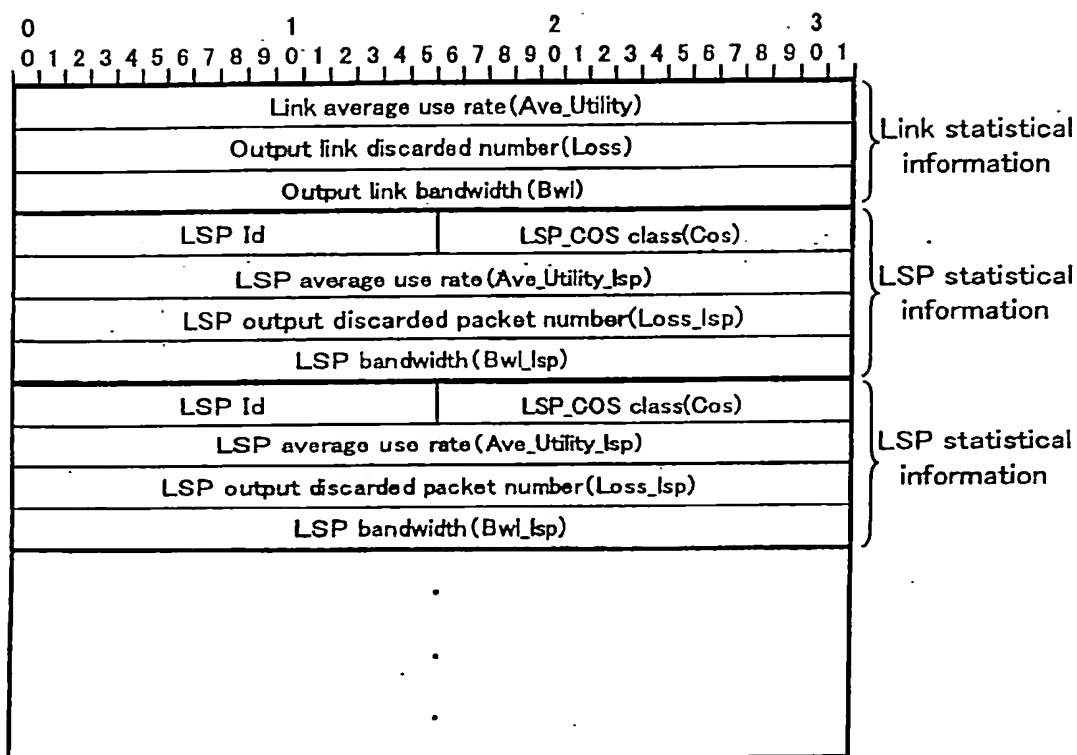 0 1 2 3
0 1 2 3 4 5 6 7 8 9 0 1 2 3 4 5 6 7 8 9 0 1 2 3 4 5 6 7 8 9 0 1
Link average use rate(Ave_Utility)
Output link discarded number(Loss)
Output link bandwidth(Bwl)
Link statistical
information
LSP Id LSP_COS class(Cos)
LSP average use rate(Ave_Utility_lsp)
LSP output discarded packet number(Loss_lsp)
LSP bandwidth(Bwl_lsp)
LSP statistical
information
LSP Id LSP_COS class(Cos)
LSP average use rate(Ave_Utility_lsp)
LSP output discarded packet number(Loss_lsp)
LSP bandwidth(Bwl_lsp)
LSP statistical
information